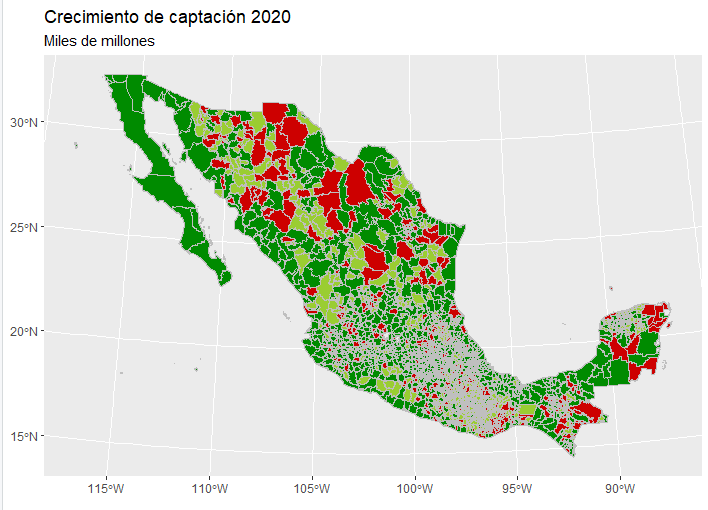 Crecimiento de captación 2020
Miles de millones
30°N
25°N
20°N
15°N
115°W
110°W
105°W
100°W
95°W
90°W